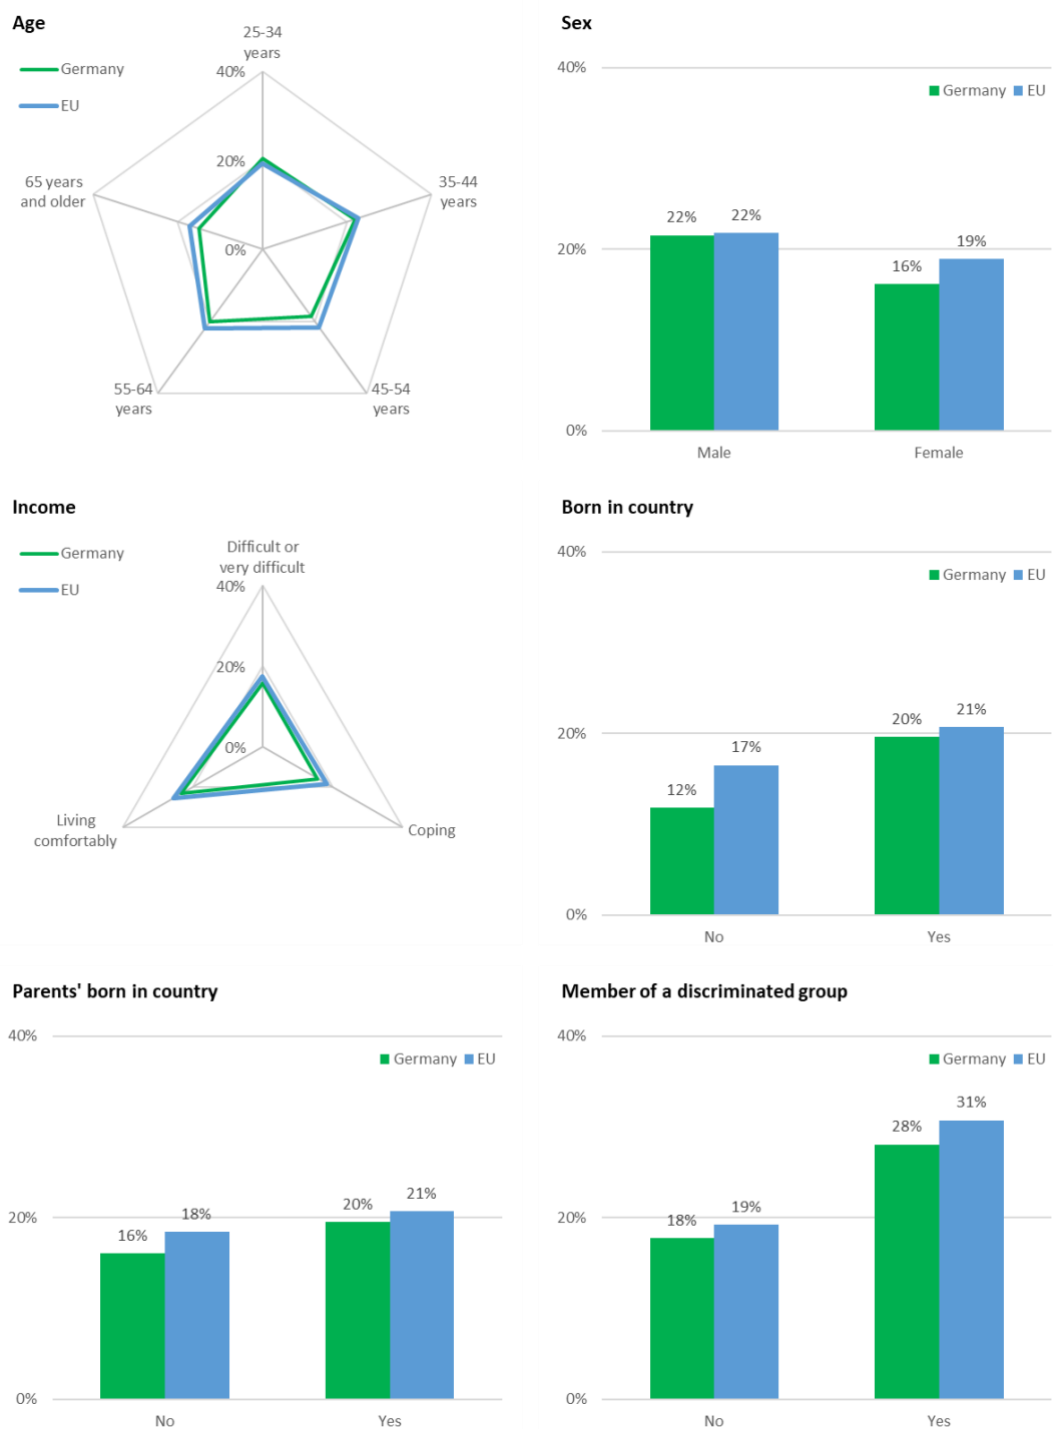 Age
Germany
EU
25-34
years
40%
20%
0%
65 years
and older
35-44
years
55-64
years
45-54
years
Sex
40%
Germany EU
22% 22%
19%
16%
20%
0%
Male Female
Income
Germany
EU
Difficult or
very difficult
40%
20%
0%
Living
comfortably
Coping
Born in country
40%
Germany EU
20% 21%
17%
12%
20%
0%
No Yes
Parents' born in country
40%
Germany EU
20% 21%
16% 18%
20%
0%
No Yes
Member of a discriminated group
40%
Germany EU
31%
28%
18% 19%
20%
0%
No Yes